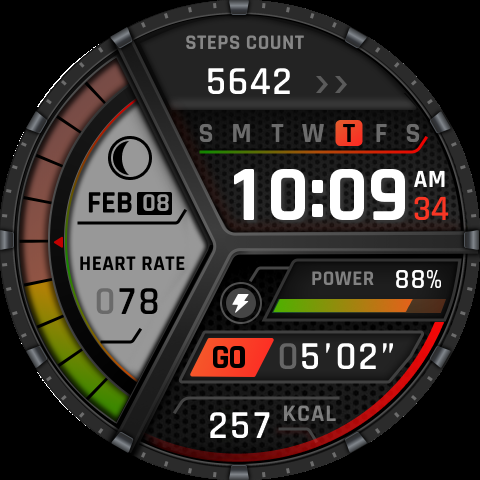 STEPS COUNT
5642 >>
S M T W T F S
10:09 AM
34
FEB 08
HEART RATE
078
POWER 88%
GO 05'02"
257 KCAL